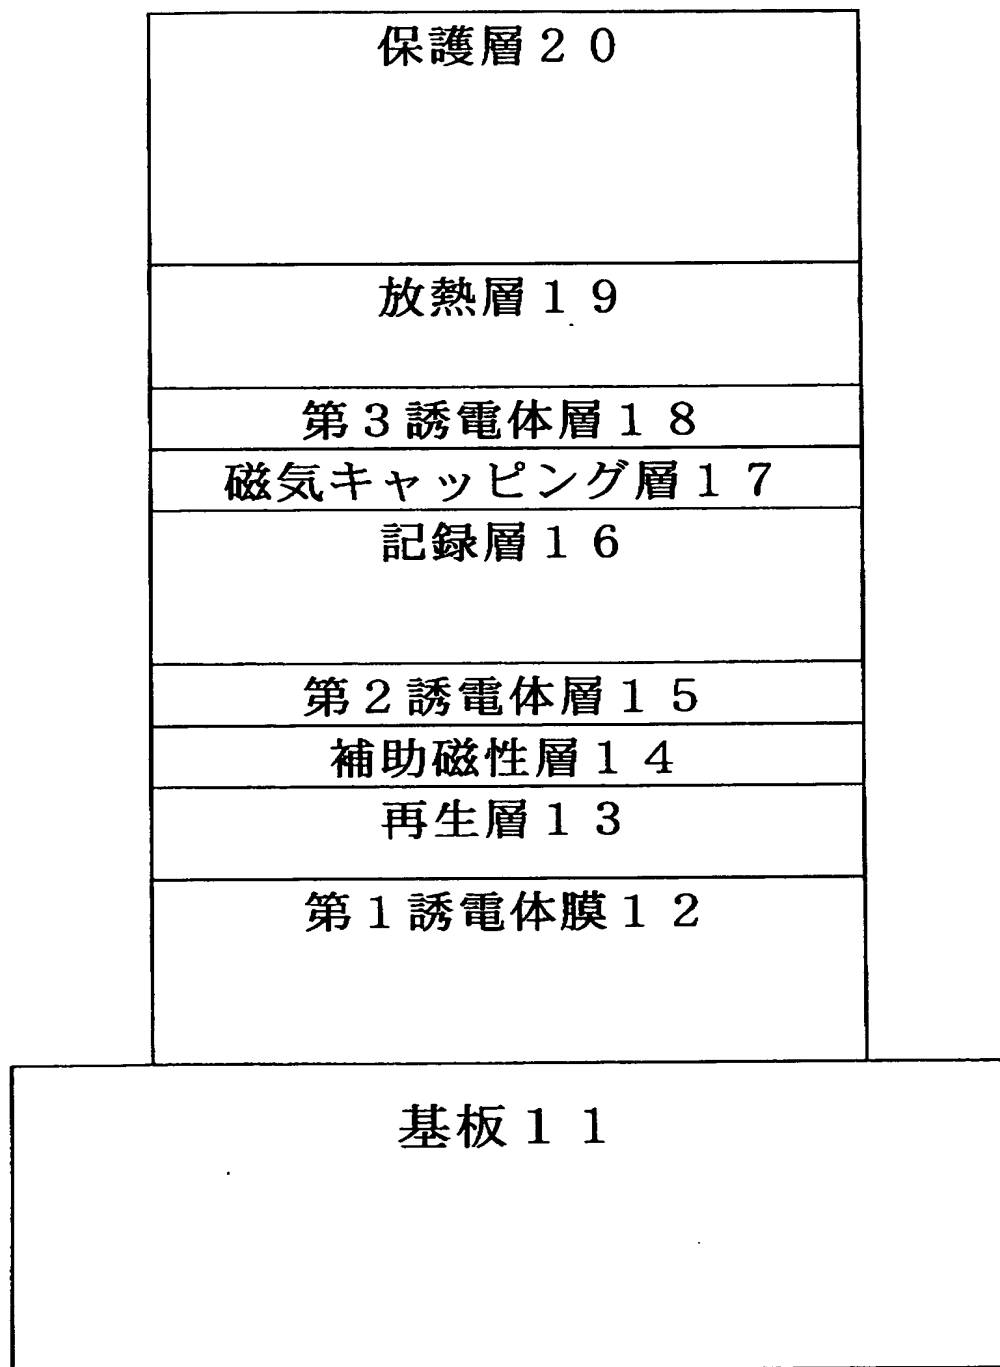 保護層２０
放熱層１９
第３誘電体層１８
磁気キャッピング層１７
記録層１６
第２誘電体層１５
補助磁性層１４
再生層１３
第１誘電体膜１２
基板１１